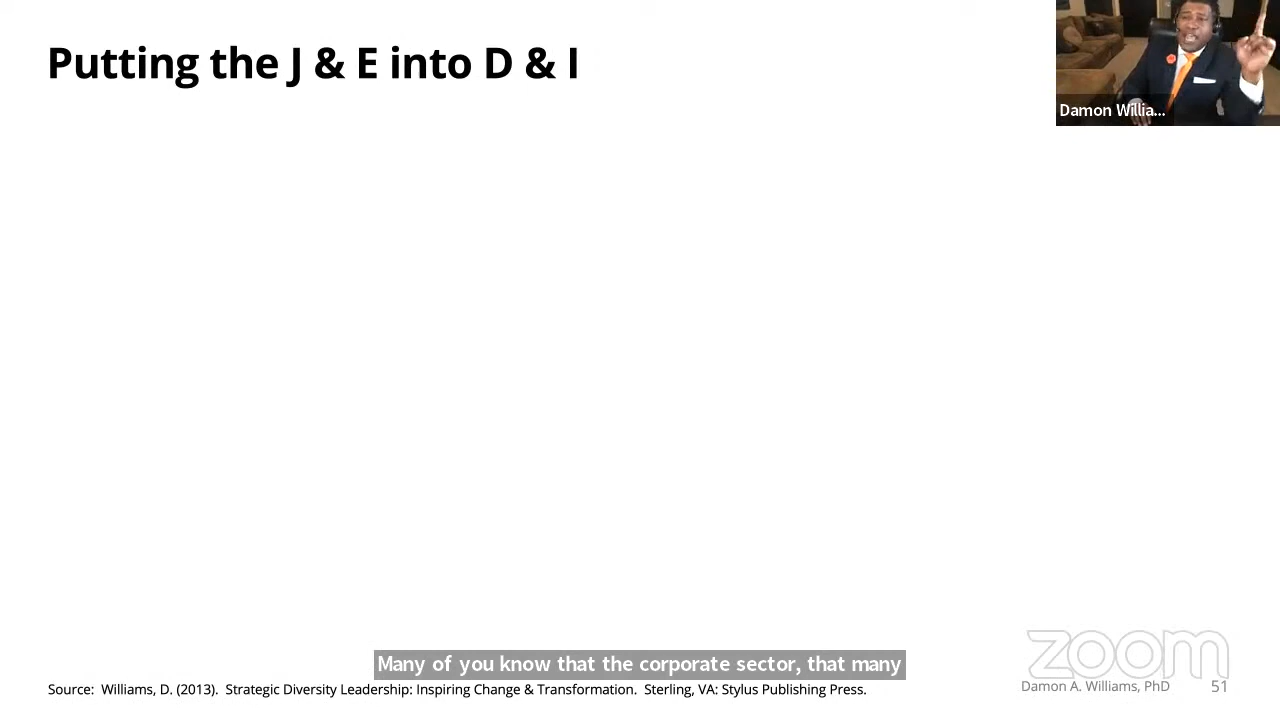 Putting the J & E into D & I
Damon Willia...
Many of you know that the corporate sector, that many
zoom
Source: Williams, D. (2013). Strategic Diversity Leadership: Inspiring Change & Transformation. Sterling, VA: Stylus Publishing Press.
Damon A. Williams, PhD
51